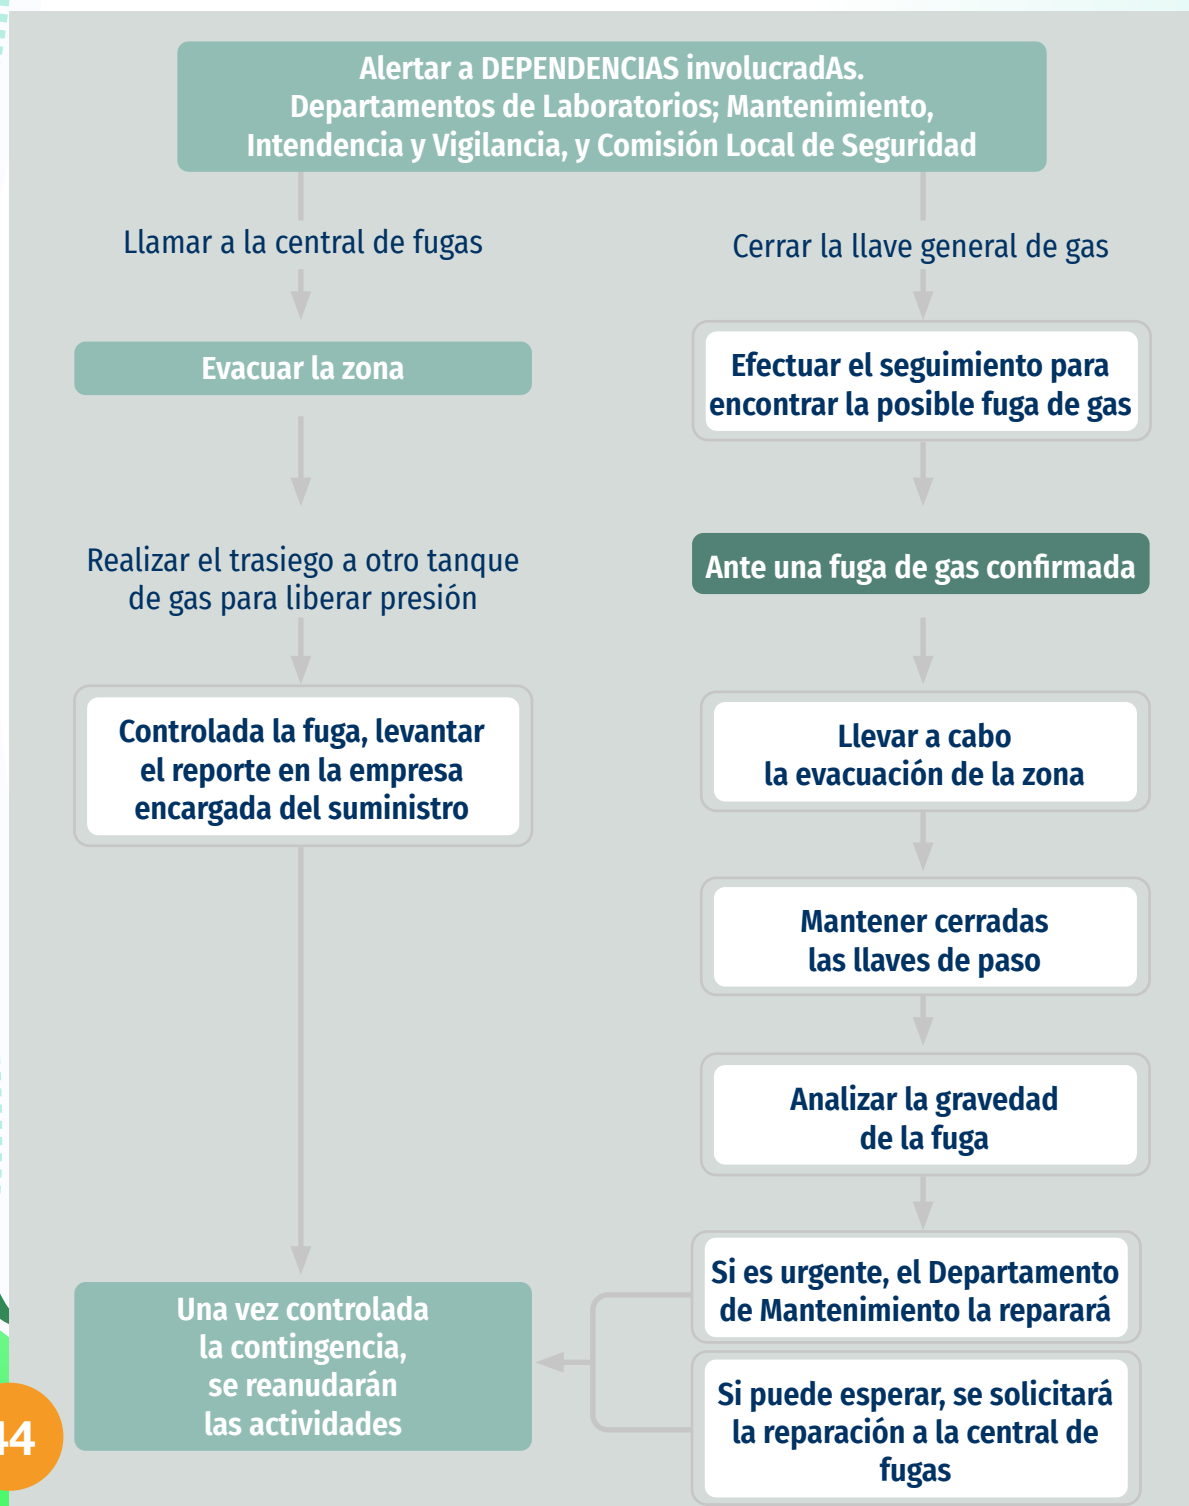 Alertar a DEPENDENCIAS involucradAs.
Departamentos de Laboratorios; Mantenimiento,
Intendencia y Vigilancia, y Comisión Local de Seguridad
Llamar a la central de fugas
Evacuar la zona
Realizar el trasiego a otro tanque
de gas para liberar presión
Controlada la fuga, levantar
el reporte en la empresa
encargada del suministro
Cerrar la llave general de gas
Efectuar el seguimiento para
encontrar la posible fuga de gas
Ante una fuga de gas confirmada
Llevar a cabo
la evacuación de la zona
Mantener cerradas
las llaves de paso
Analizar la gravedad
de la fuga
Si es urgente, el Departamento
de Mantenimiento la reparará
Si puede esperar, se solicitará
la reparación a la central de
fugas
Una vez controlada
la contingencia,
se reanudarán
las actividades
44